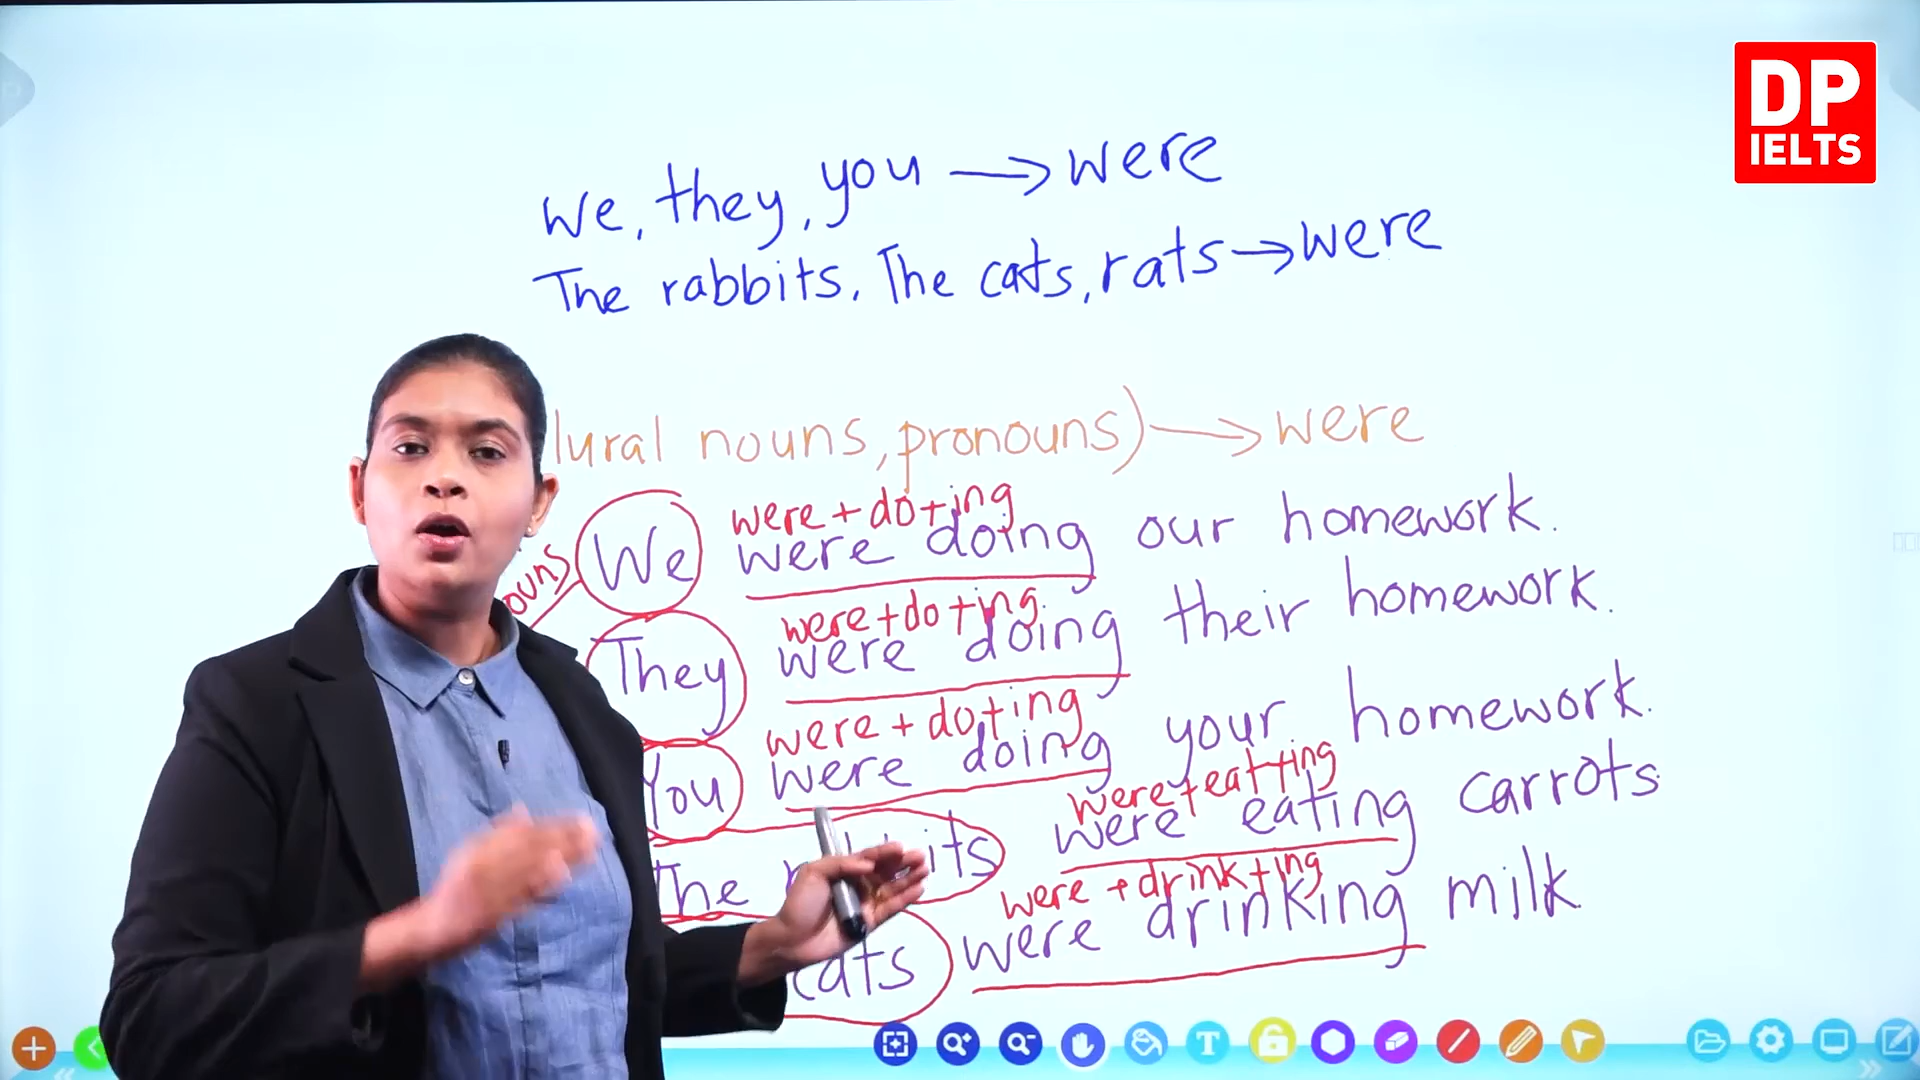 DP
IELTS
We, they, you → were
The rabbits. The cats, rats → were
lural nouns, pronouns) → were
were + do + ing
We were doing our homework.
ouns
were + do + ing
They were doing their homework.
were + do + ing
You were doing your homework.
were + eat + ing
The its were eating carrots
were + drink + ing
cats were drinking milk
T